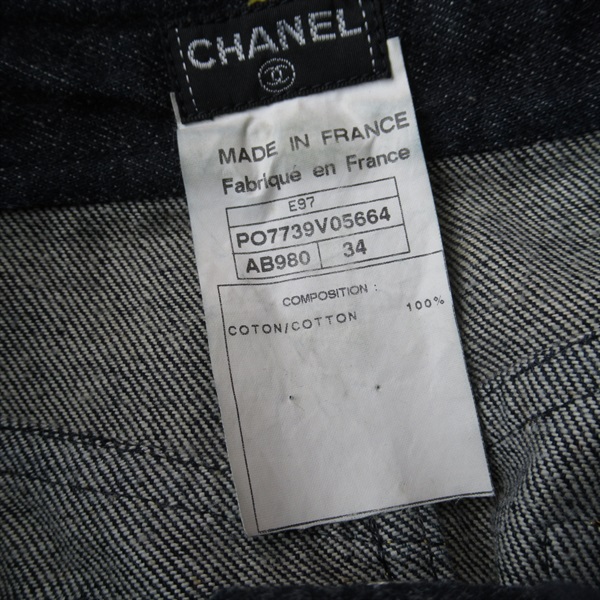 CHANEL
MADE IN FRANCE
Fabriqué en France
E97
PO7739V05664
AB980 34
COMPOSITION :
COTON/COTTON 100%